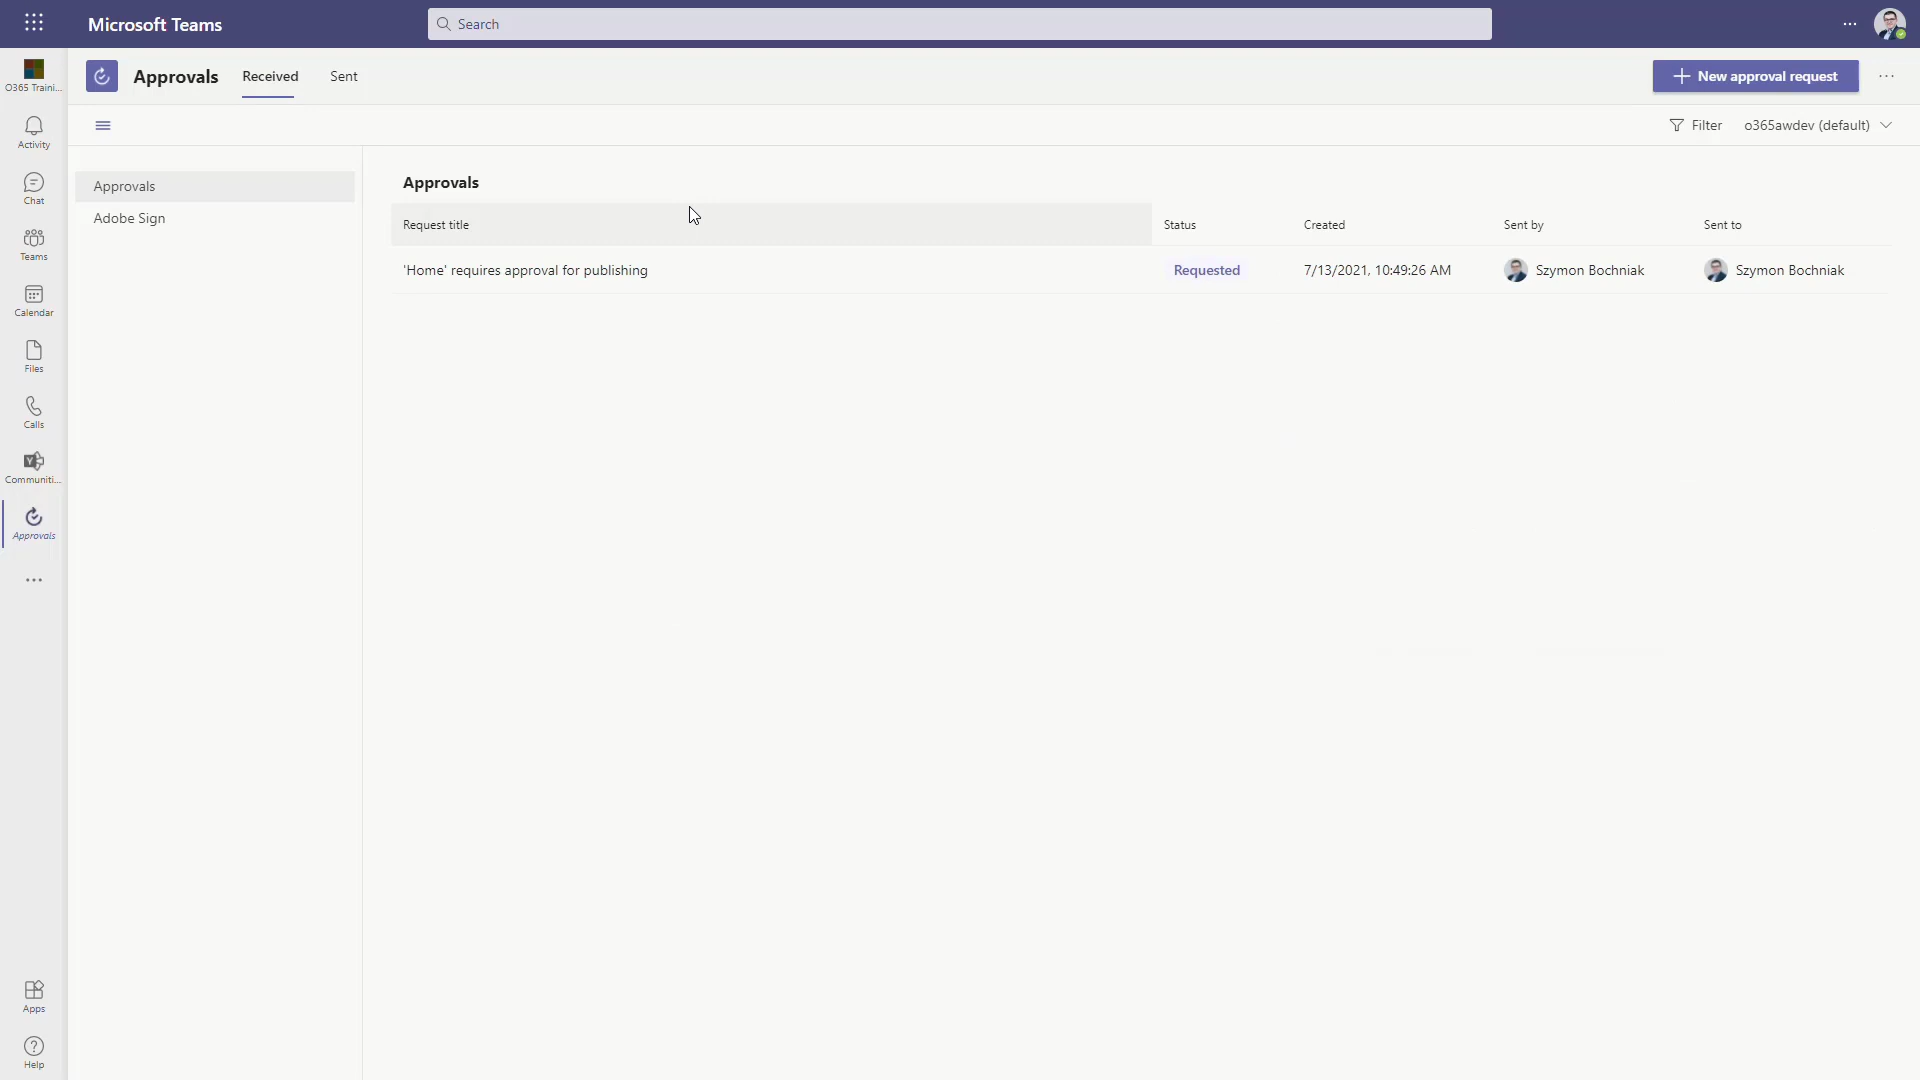 Microsoft Teams
Search
O365 Traini...
Approvals
Received
Sent
New approval request
Activity
Filter
o365awdev (default)
Chat
Approvals
Adobe Sign
Approvals
Request title
Status
Created
Sent by
Sent to
Teams
'Home' requires approval for publishing
Requested
7/13/2021, 10:49:26 AM
Szymon Bochniak
Szymon Bochniak
Calendar
Files
Calls
Communiti...
Approvals
Apps
Help